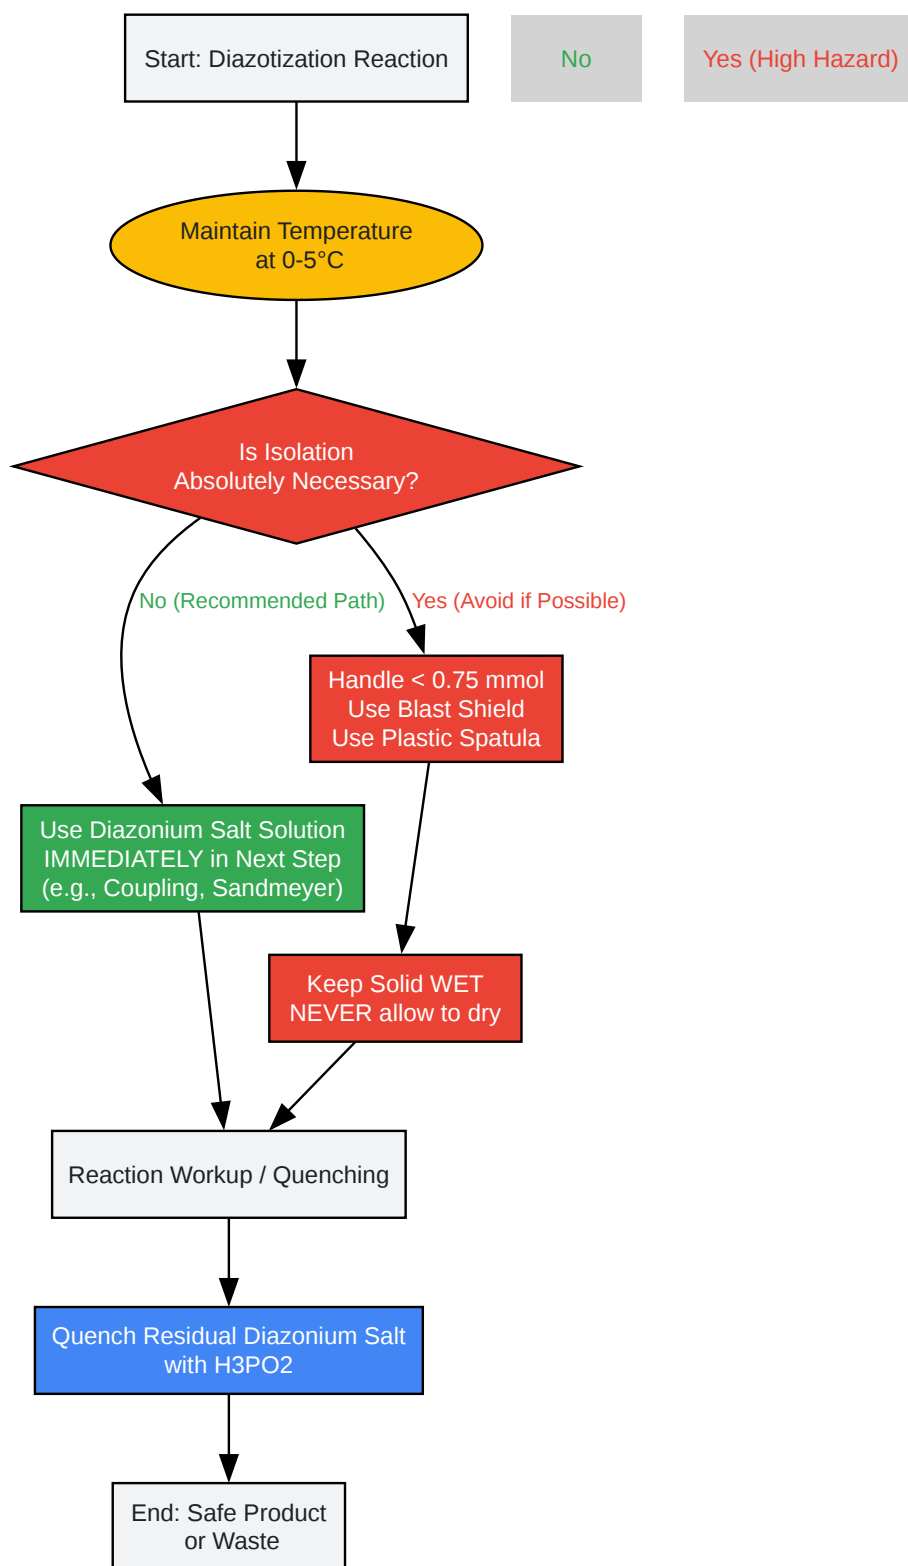 Start: Diazotization Reaction
No
Yes (High Hazard)
Maintain Temperature
at 0-5°C
Is Isolation
Absolutely Necessary?
No (Recommended Path)
Yes (Avoid if Possible)
Handle < 0.75 mmol
Use Blast Shield
Use Plastic Spatula
Use Diazonium Salt Solution
IMMEDIATELY in Next Step
(e.g., Coupling, Sandmeyer)
Keep Solid WET
NEVER allow to dry
Reaction Workup / Quenching
Quench Residual Diazonium Salt
with H3PO2
End: Safe Product
or Waste